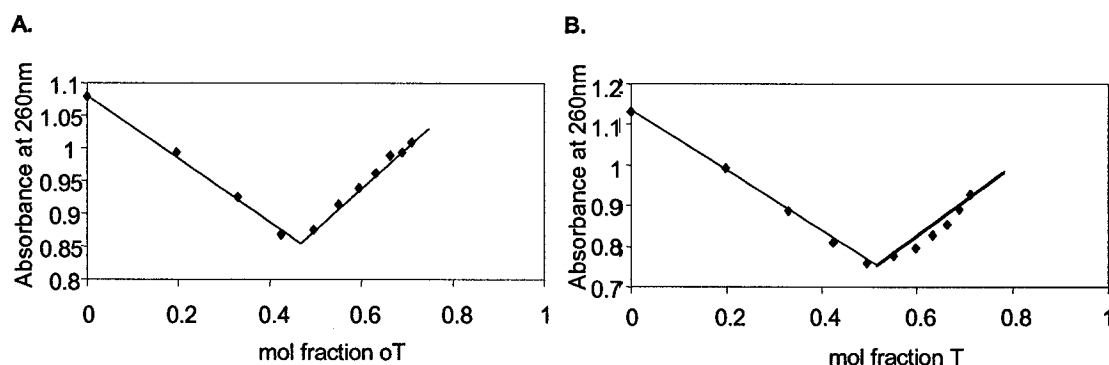 A.
Absorbance at 260nm
1.1
1.05
1
0.95
0.9
0.85
0.8
0 0.2 0.4 0.6 0.8 1
mol fraction oT
B.
Absorbance at 260nm
1.2
1.1
1
0.9
0.8
0.7
0 0.2 0.4 0.6 0.8 1
mol fraction T